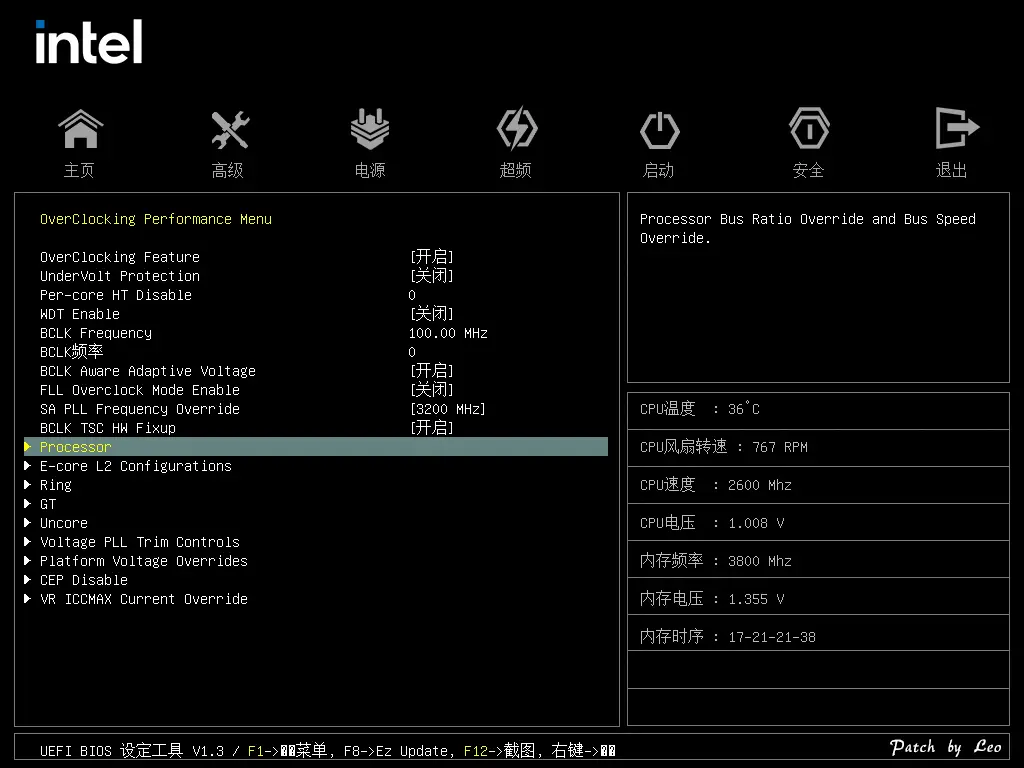 intel
主页 高级 电源 超频 启动 安全 退出
OverClocking Performance Menu
OverClocking Feature [开启]
UnderVolt Protection [关闭]
Per-core HT Disable 0
WDT Enable [关闭]
BCLK Frequency 100.00 MHz
BCLK频率 0
BCLK Aware Adaptive Voltage [开启]
FLL Overclock Mode Enable [关闭]
SA PLL Frequency Override [3200 MHz]
BCLK TSC HW Fixup [开启]
Processor
E-core L2 Configurations
Ring
GT
Uncore
Voltage PLL Trim Controls
Platform Voltage Overrides
CEP Disable
VR ICCMAX Current Override
Processor Bus Ratio Override and Bus Speed
Override.
CPU温度 : 36°C
CPU风扇转速 : 767 RPM
CPU速度 : 2600 Mhz
CPU电压 : 1.008 V
内存频率 : 3800 Mhz
内存电压 : 1.355 V
内存时序 : 17-21-21-38
UEFI BIOS 设定工具 V1.3 / F1->菜单, F8->Ez Update, F12->截图, 右键->
Patch by Leo